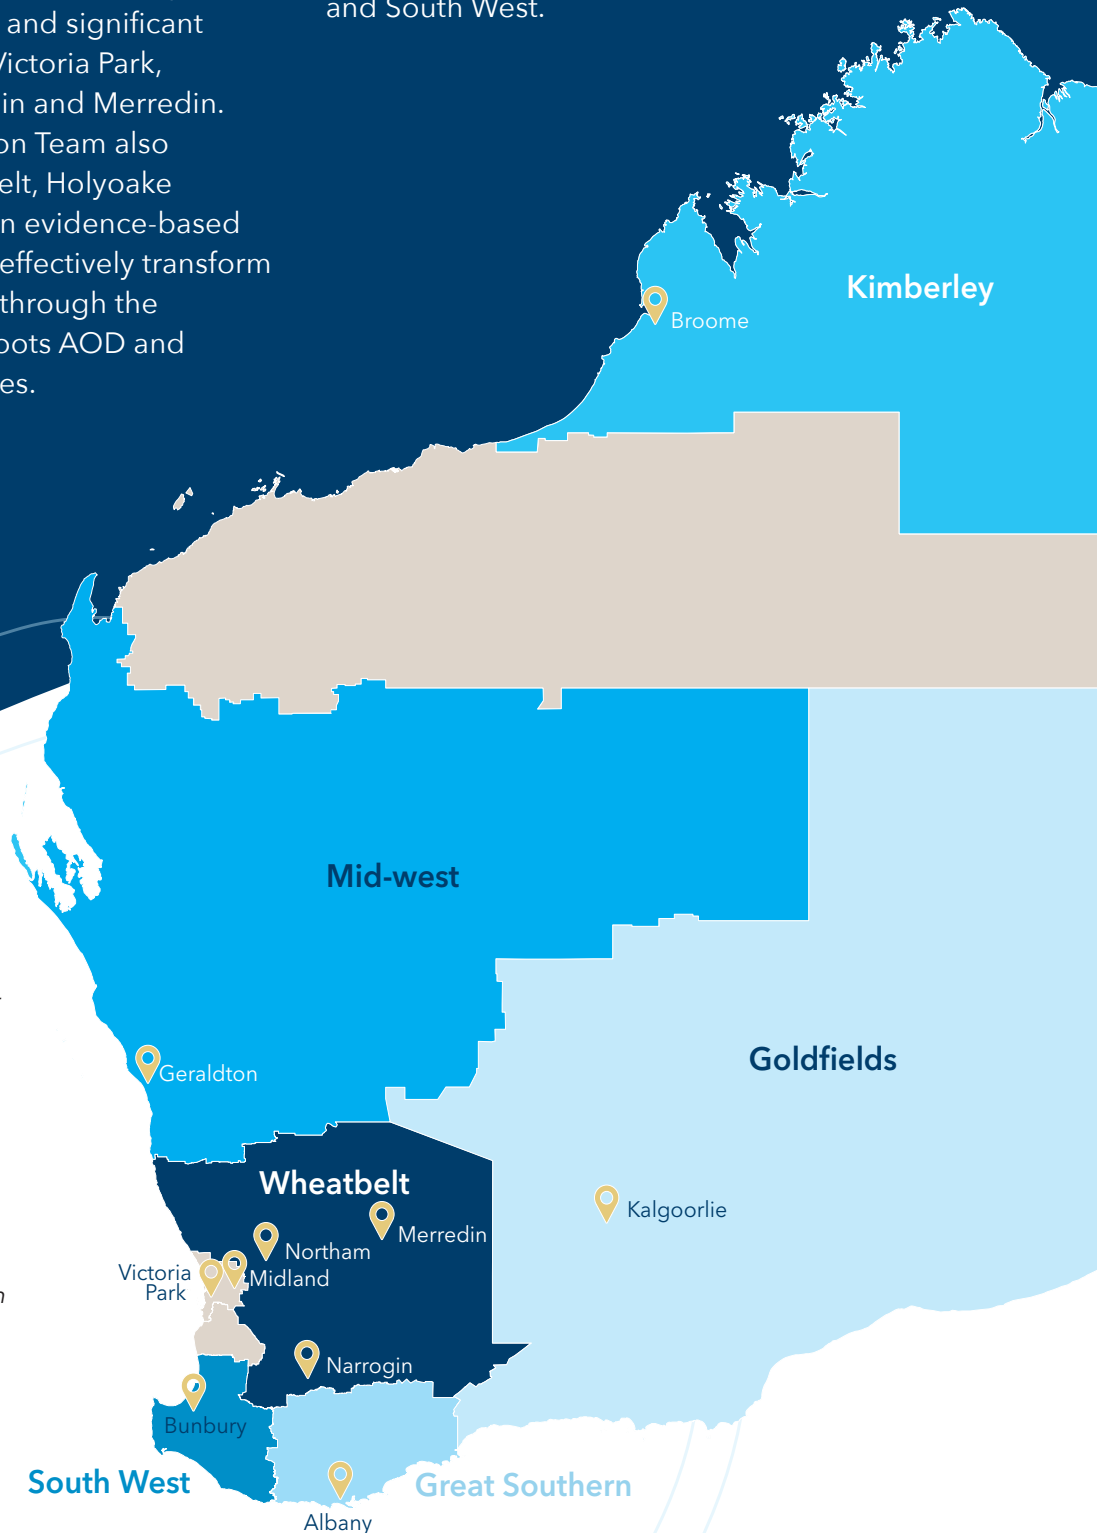 and significant
Victoria Park,
in and Merredin.
on Team also
elt, Holyoake
n evidence-based
effectively transform
through the
oots AOD and
es.
and South West.
Kimberley
Broome
Mid-west
Geraldton
Goldfields
Kalgoorlie
Wheatbelt
Merredin
Northam
Midland
Victoria
Park
Narrogin
Bunbury
South West
Great Southern
Albany